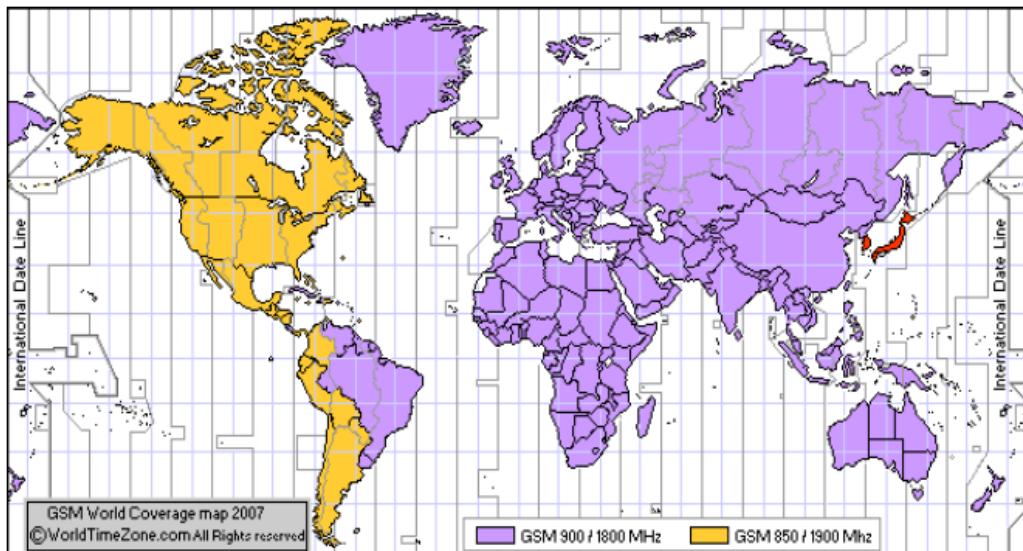 International Date Line
International Date Line
GSM World Coverage map 2007
©WorldTimeZone.com All Rights reserved
GSM 900 / 1800 MHz
GSM 850 / 1900 Mhz